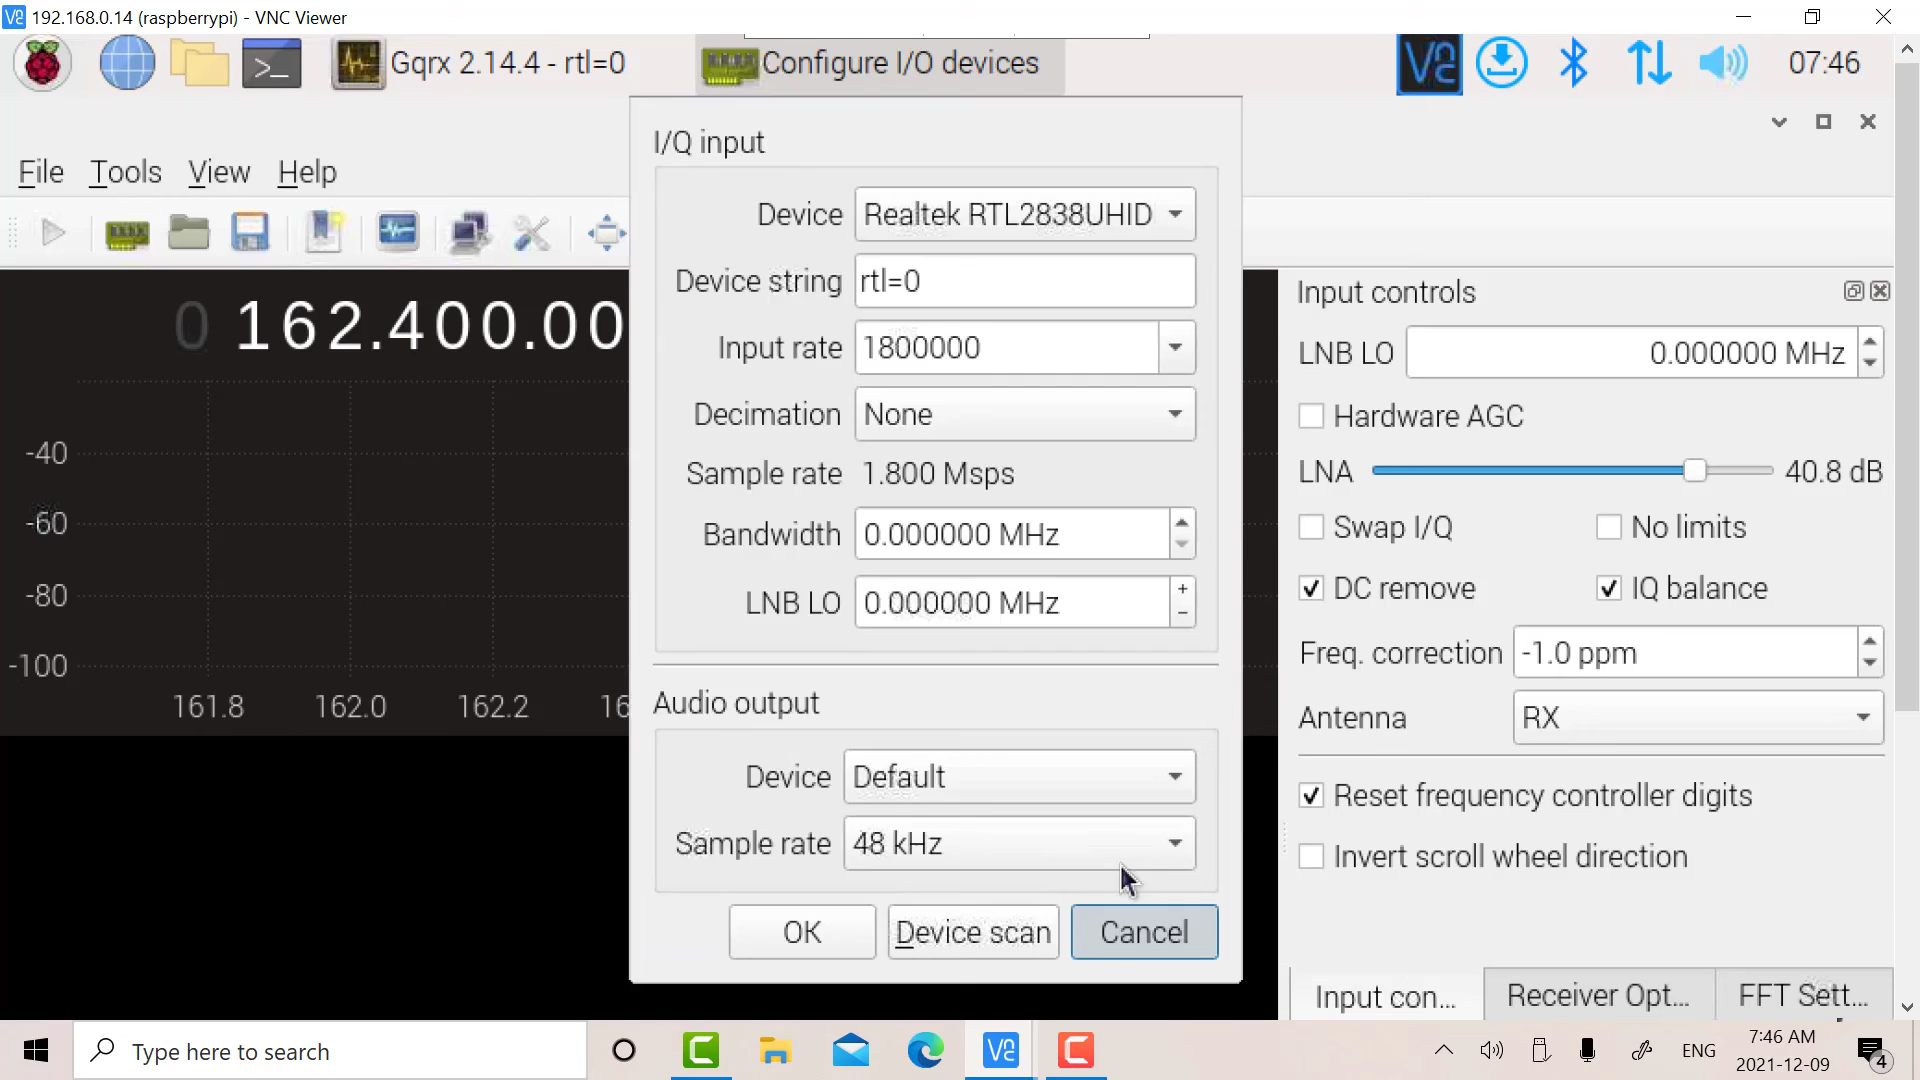 192.168.0.14 (raspberrypi) - VNC Viewer
Gqrx 2.14.4 - rtl=0
Configure I/O devices
07:46
File Tools View Help
I/Q input
Device Realtek RTL2838UHID
Device string rtl=0
Input rate 1800000
Decimation None
Sample rate 1.800 Msps
Bandwidth 0.000000 MHz
LNB LO 0.000000 MHz
Audio output
Device Default
Sample rate 48 kHz
OK Device scan Cancel
0 162.400.00
-40
-60
-80
-100
161.8 162.0 162.2 16
Input controls
LNB LO 0.000000 MHz
Hardware AGC
LNA 40.8 dB
Swap I/Q No limits
DC remove IQ balance
Freq. correction -1.0 ppm
Antenna RX
Reset frequency controller digits
Invert scroll wheel direction
Input con... Receiver Opt... FFT Sett...
Type here to search
ENG
7:46 AM
2021-12-09
4